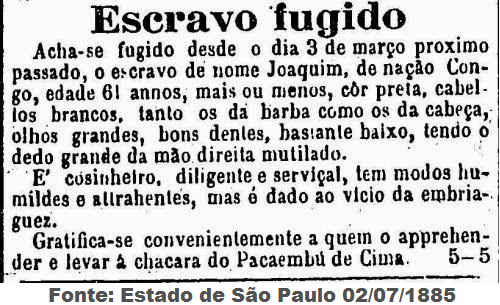 Escravo fugido
Acha-se fugido desde o dia 3 de março proximo
passado, o escravo de nome Joaquim, de nação Con-
go, edade 61 annos, mais ou menos, côr preta, cabel-
los brancos, tanto os da barba como os da cabeça,
olhos grandes, bons dentes, bastante baixo, tendo o
dedo grande da mão direita mutilado.
E' cosinheiro, diligente e serviçal, tem modos hu-
mildes e attrahentes, mas é dado ao vicio da embria-
guez.
Gratifica-se convenientemente a quem o apprehen-
der e levar á chacara do Pacaembú de Cima. 5-5
Fonte: Estado de São Paulo 02/07/1885